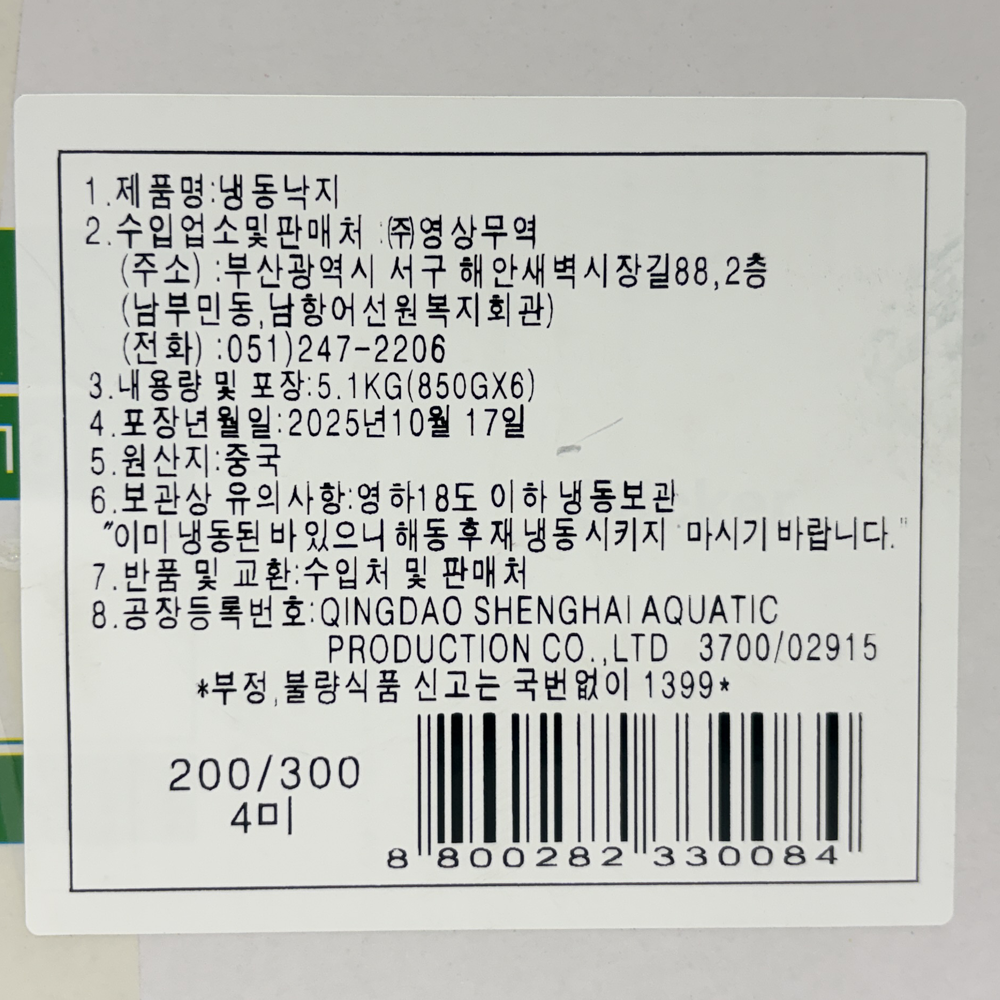 1.제품명:냉동낙지
2.수입업소및판매처 :㈜영상무역
(주소) :부산광역시 서구 해안새벽시장길88,2층
(남부민동,남항어선원복지회관)
(전화) :051)247-2206
3.내용량 및 포장:5.1KG(850GX6)
4.포장년월일:2025년10월 17일
5.원산지:중국
6.보관상 유의사항:영하18도 이하 냉동보관
"이미 냉동된 바 있으니 해동 후 재 냉동 시키지 마시기 바랍니다."
7.반품 및 교환:수입처 및 판매처
8.공장등록번호:QINGDAO SHENGHAI AQUATIC
PRODUCTION CO.,LTD 3700/02915
*부정,불량식품 신고는 국번없이 1399*
200/300
4미
8 800282 330084